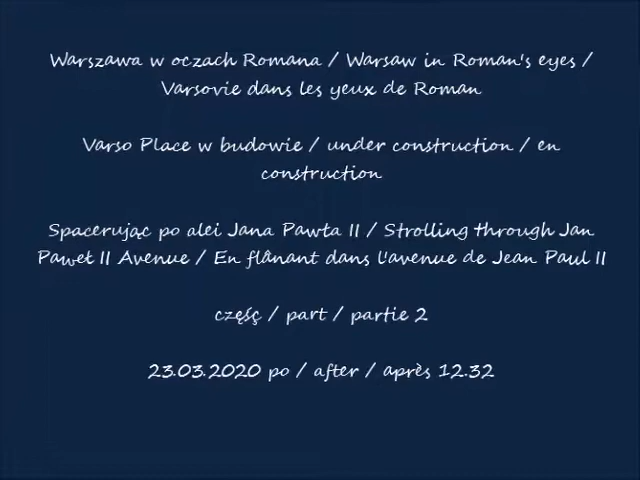 Warszawa w oczach Romana / Warsaw in Roman's eyes /
Varsovie dans les yeux de Roman
Varso Place w budowie / under construction / en
construction
Spacerując po alei Jana Pawła II / Strolling through Jan
Paweł II Avenue / En flânant dans l'avenue de Jean Paul II
częśç / part / partie 2
23.03.2020 po / after / après 12.32